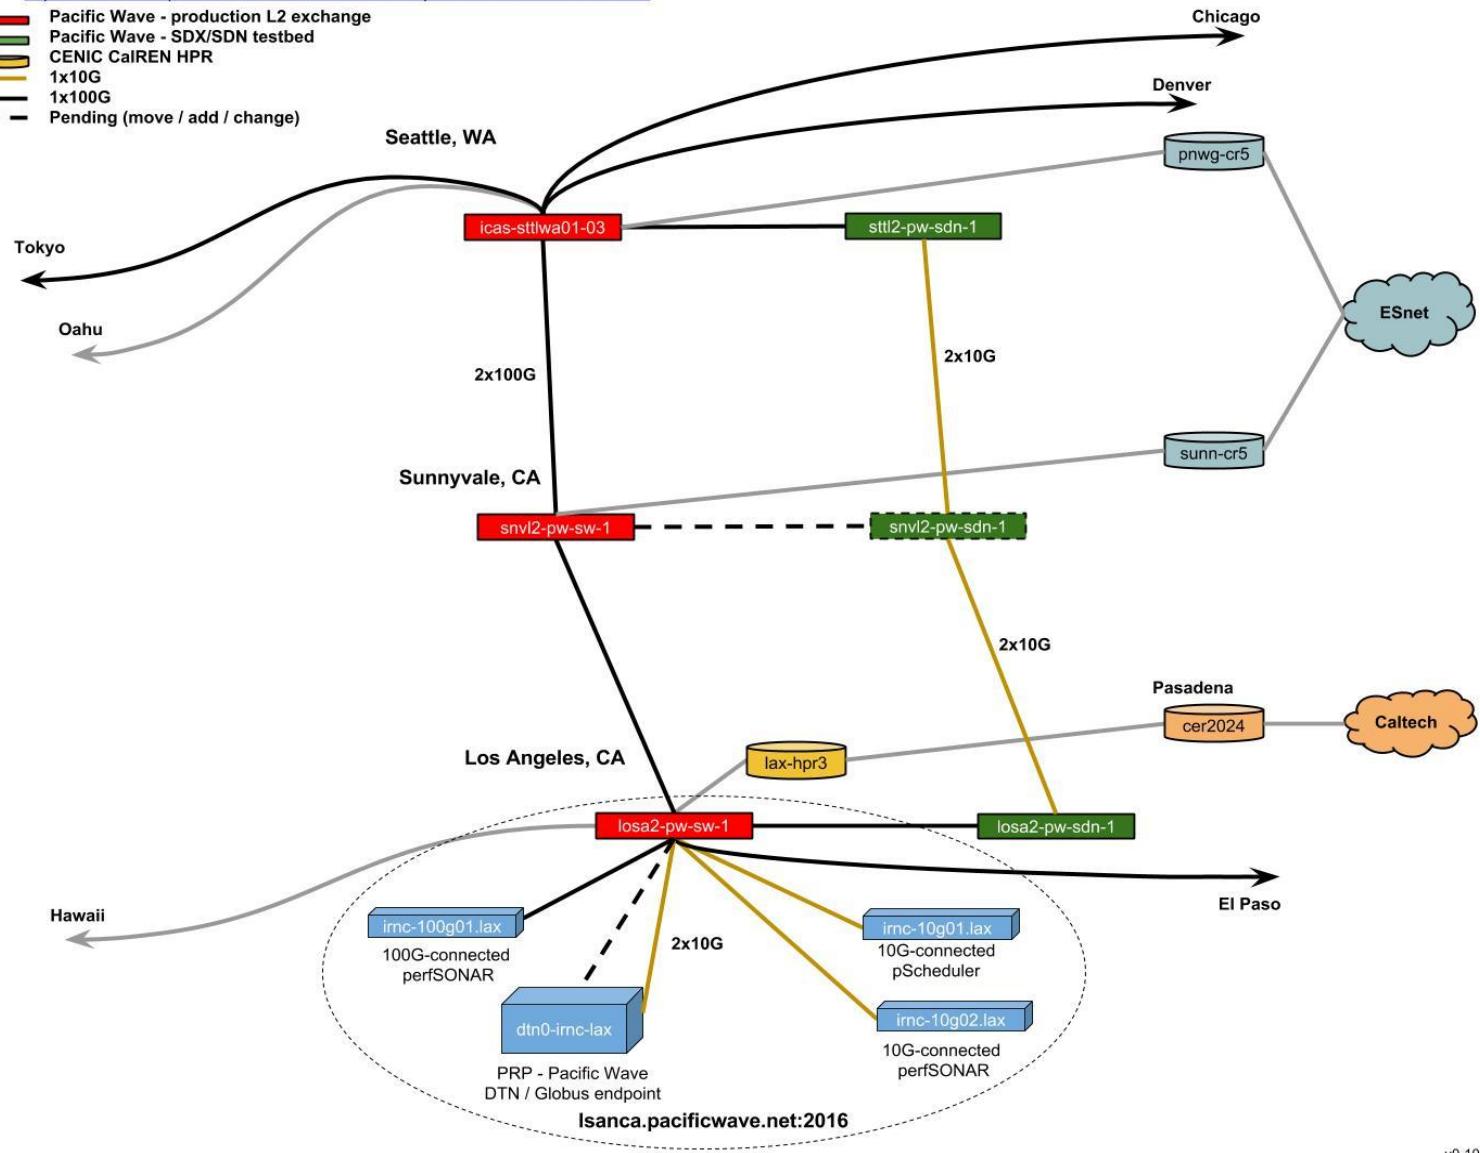 Pacific Wave - production L2 exchange
Pacific Wave - SDX/SDN testbed
CENIC CalREN HPR
1x10G
1x100G
Pending (move / add / change)
Chicago
Denver
Seattle, WA
pnwg-cr5
icas-sttlwa01-03
sttl2-pw-sdn-1
Tokyo
Oahu
ESnet
2x100G
2x10G
Sunnyvale, CA
sunn-cr5
snvl2-pw-sw-1
snvl2-pw-sdn-1
2x10G
Pasadena
cer2024
Caltech
Los Angeles, CA
lax-hpr3
losa2-pw-sw-1
losa2-pw-sdn-1
El Paso
Hawaii
irnc-100g01.lax
100G-connected
perfSONAR
2x10G
irnc-10g01.lax
10G-connected
pScheduler
dtn0-irnc-lax
PRP - Pacific Wave
DTN / Globus endpoint
irnc-10g02.lax
10G-connected
perfSONAR
lsanca.pacificwave.net:2016